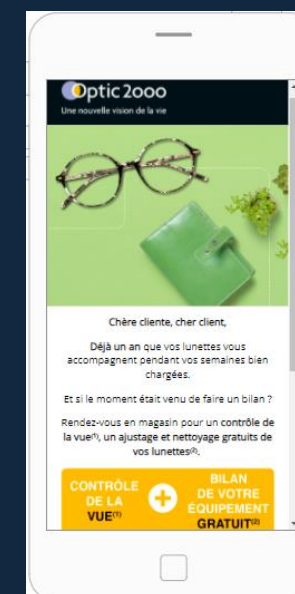 Optic 2ooo
Une nouvelle vision de la vie
Chère cliente, cher client,
Déjà un an que vos lunettes vous
accompagnent pendant vos semaines bien
chargées.
Et si le moment était venu de faire un bilan ?
Rendez-vous en magasin pour un contrôle de
la vue(1), un ajustage et nettoyage gratuits de
vos lunettes(2).
CONTRÔLE
DE LA
VUE(1)
+
BILAN
DE VOTRE
ÉQUIPEMENT
GRATUIT(2)